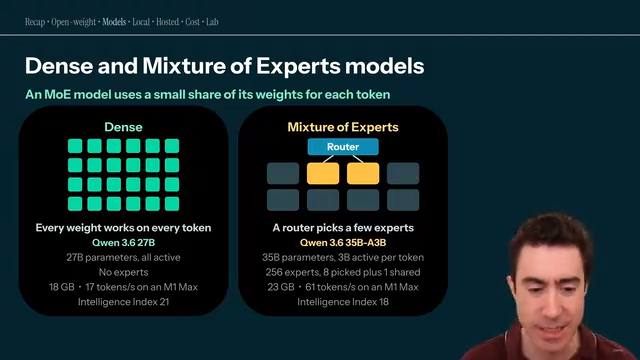 Recap • Open-weight • Models • Local • Hosted • Cost • Lab
Dense and Mixture of Experts models
An MoE model uses a small share of its weights for each token
Dense
Every weight works on every token
Qwen 3.6 27B
27B parameters, all active
No experts
18 GB • 17 tokens/s on an M1 Max
Intelligence Index 21
Mixture of Experts
Router
A router picks a few experts
Qwen 3.6 35B-A3B
35B parameters, 3B active per token
256 experts, 8 picked plus 1 shared
23 GB • 61 tokens/s on an M1 Max
Intelligence Index 18